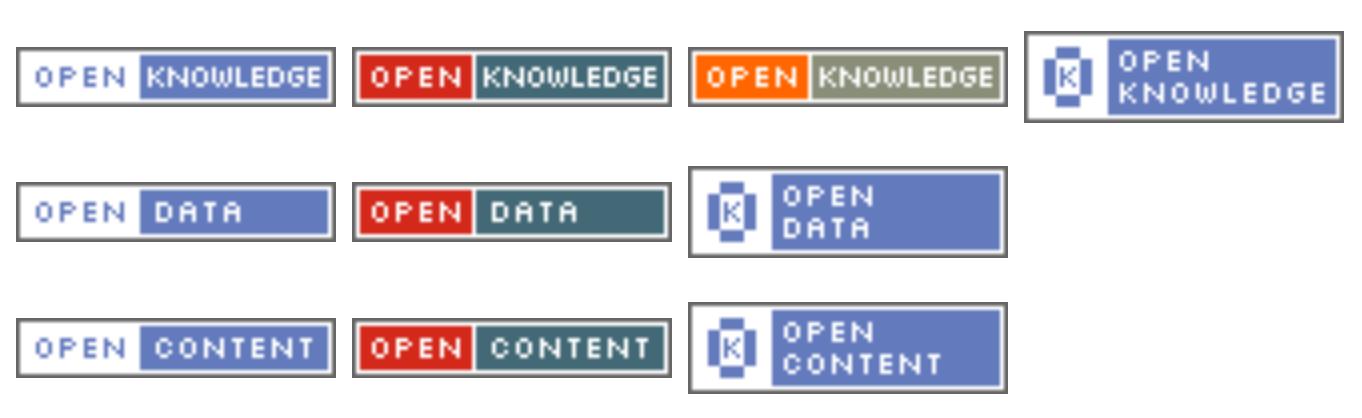 OPEN KNOWLEDGE
OPEN KNOWLEDGE
OPEN KNOWLEDGE
K
OPEN
KNOWLEDGE
OPEN DATA
OPEN DATA
K
OPEN
DATA
OPEN CONTENT
OPEN CONTENT
K
OPEN
CONTENT